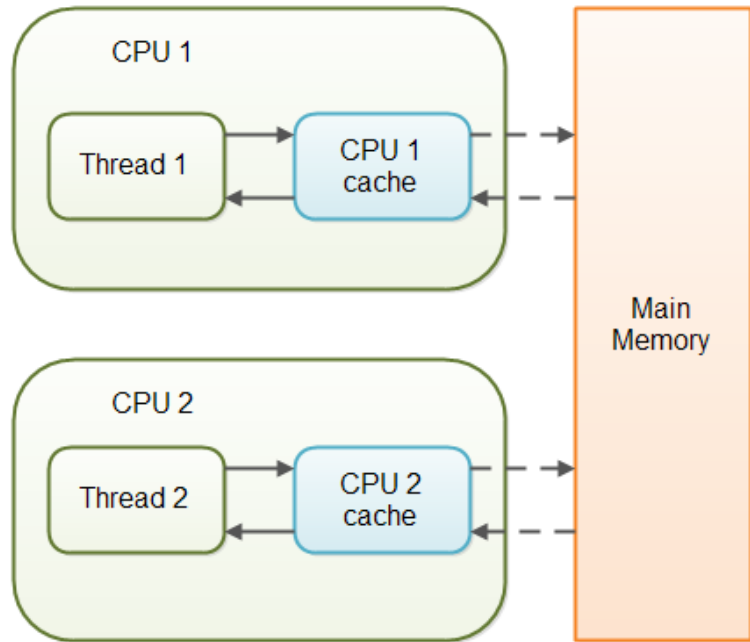 CPU 1
Thread 1
CPU 1
cache
Main
Memory
CPU 2
Thread 2
CPU 2
cache